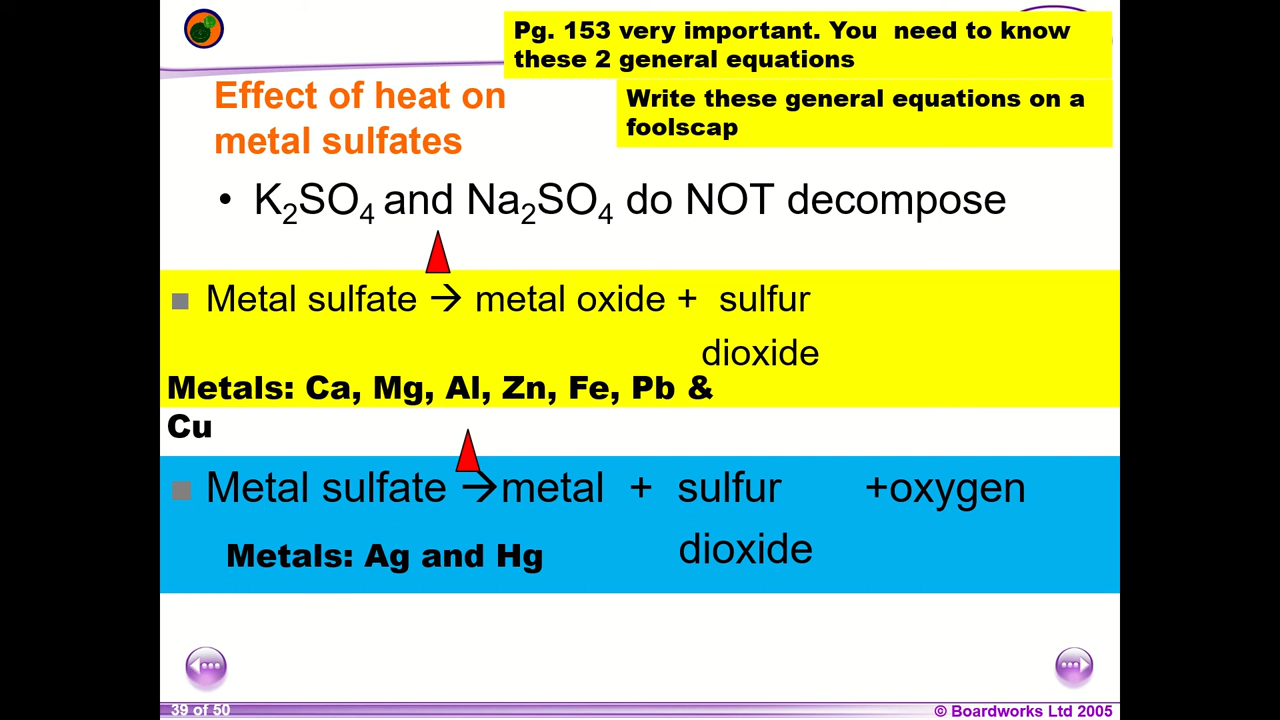 Pg. 153 very important. You  need to know
these 2 general equations
Write these general equations on a
foolscap
Effect of heat on
metal sulfates
• K₂SO₄ and Na₂SO₄ do NOT decompose
Metal sulfate → metal oxide + sulfur
dioxide
Metals: Ca, Mg, Al, Zn, Fe, Pb &
Cu
Metal sulfate →metal + sulfur +oxygen
dioxide
Metals: Ag and Hg
39 of 50
© Boardworks Ltd 2005